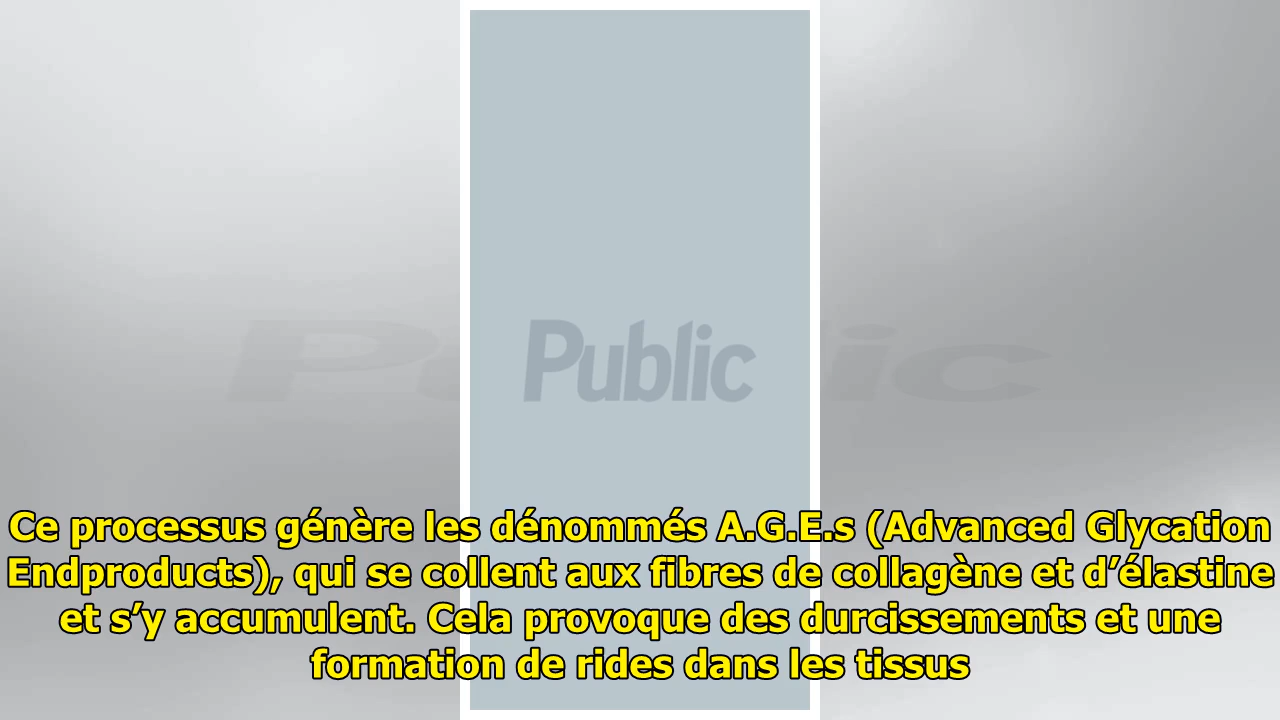 Public
Ce processus génère les dénommés A.G.E.s (Advanced Glycation
Endproducts), qui se collent aux fibres de collagène et d’élastine
et s’y accumulent. Cela provoque des durcissements et une
formation de rides dans les tissus